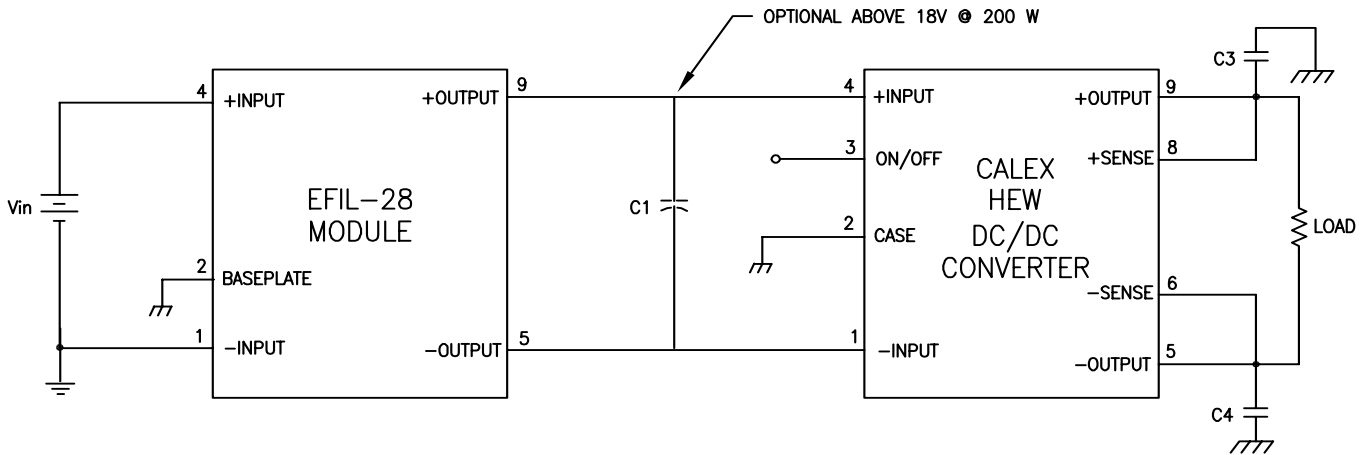 OPTIONAL ABOVE 18V @ 200 W
Vin
4
+INPUT
2
BASEPLATE
1
-INPUT
EFIL-28
MODULE
+OUTPUT
9
-OUTPUT
5
C1
4
+INPUT
3
ON/OFF
2
CASE
1
-INPUT
CALEX
HEW
DC/DC
CONVERTER
+OUTPUT
9
+SENSE
8
-SENSE
6
-OUTPUT
5
C3
LOAD
C4